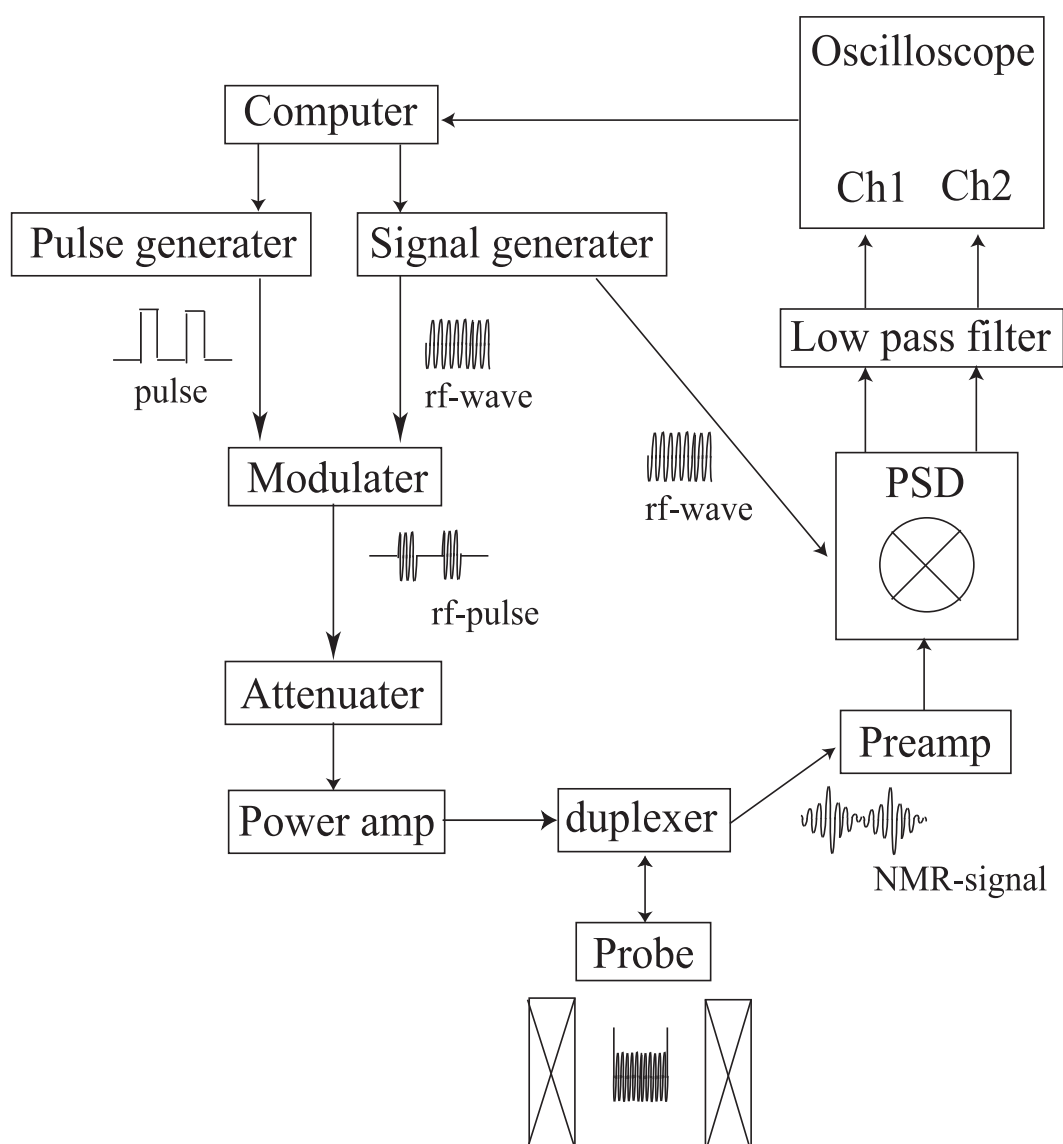 Oscilloscope
Computer
Ch1 Ch2
Pulse generater
Signal generater
pulse
rf-wave
Low pass filter
Modulater
rf-wave
PSD
rf-pulse
Attenuater
Preamp
Power amp
duplexer
NMR-signal
Probe